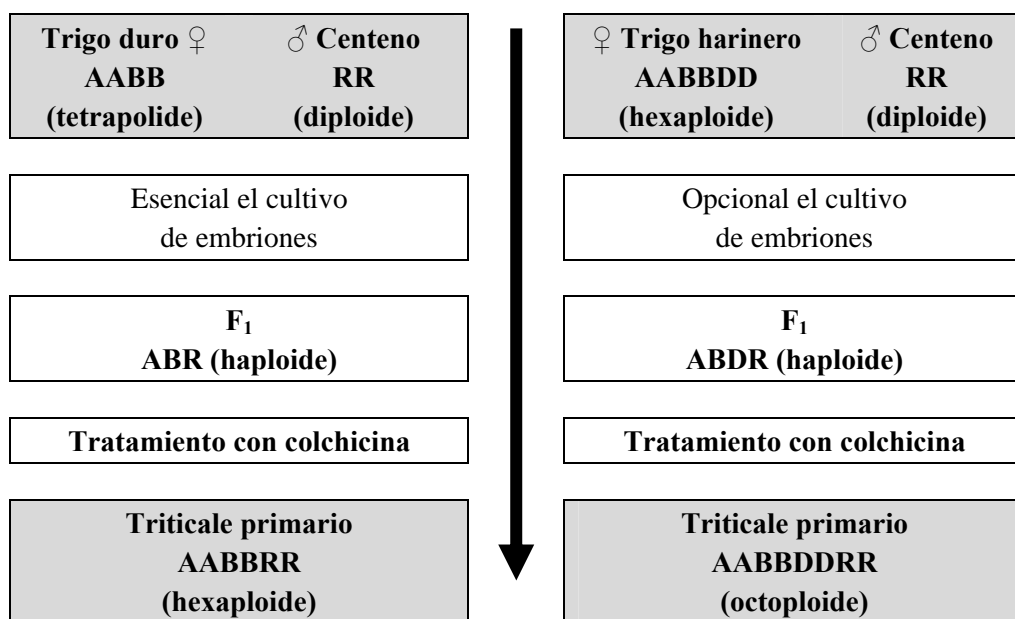 Trigo duro ♀ ♂ Centeno
AABB RR
(tetrapolide) (diploide)
♀ Trigo harinero ♂ Centeno
AABBDD RR
(hexaploide) (diploide)
Esencial el cultivo
de embriones
Opcional el cultivo
de embriones
F₁
ABR (haploide)
F₁
ABDR (haploide)
Tratamiento con colchicina
Tratamiento con colchicina
Triticale primario
AABBRR
(hexaploide)
Triticale primario
AABBDDRR
(octoploide)